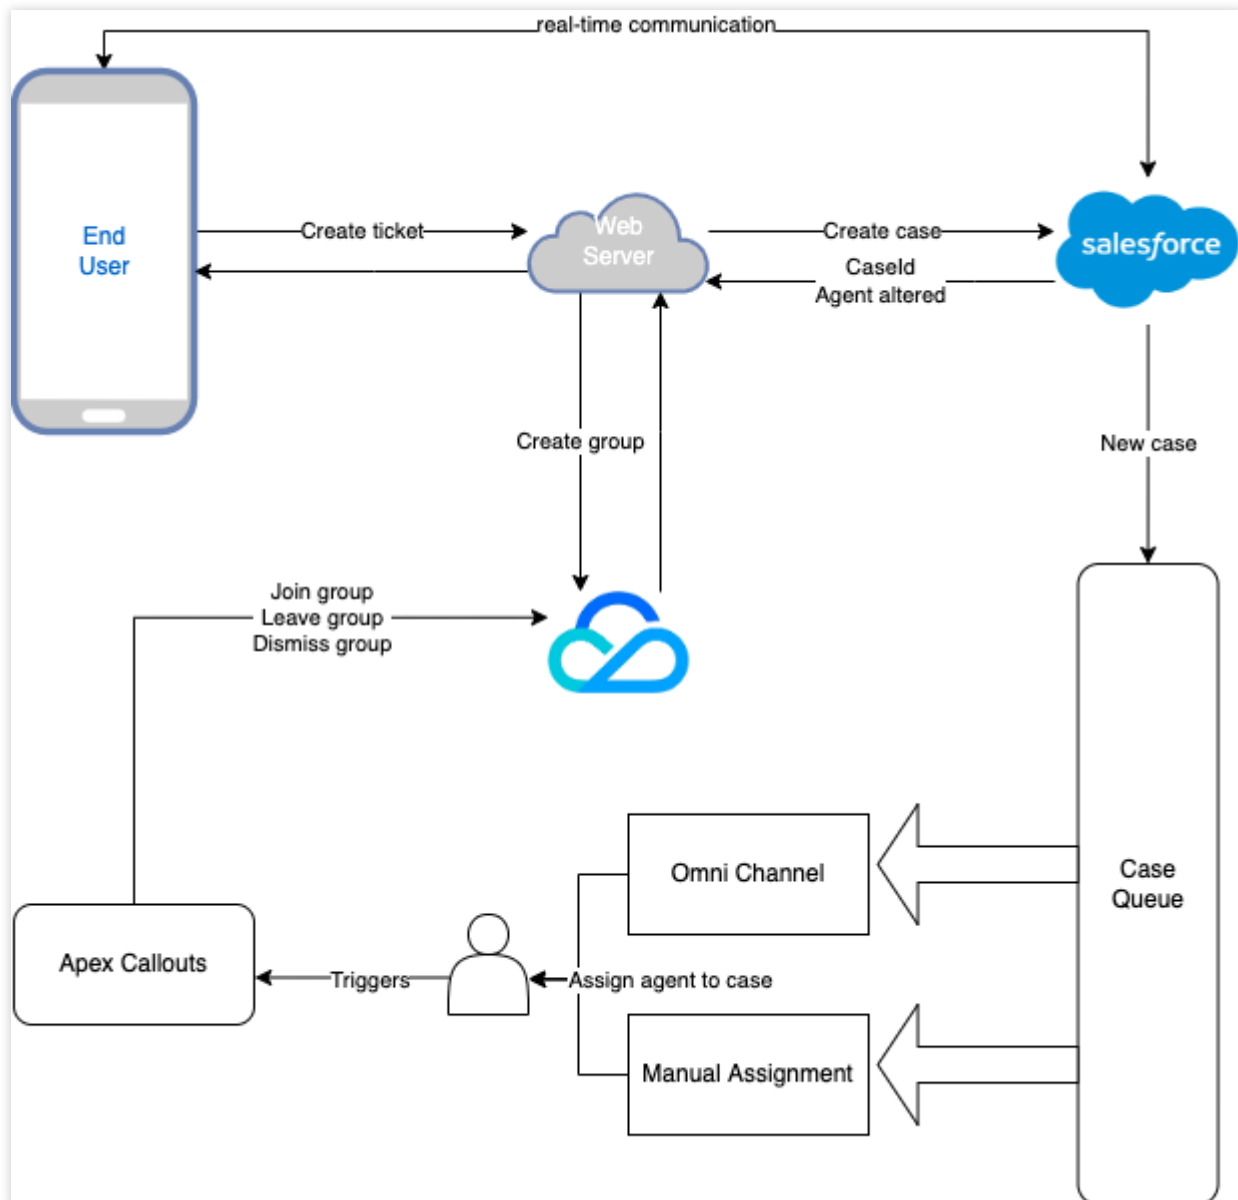 real-time communication
End
User
Create ticket
Web
Server
Create case
CaseId
Agent altered
salesforce
Create group
New case
Join group
Leave group
Dismiss group
Omni Channel
Case
Queue
Apex Callouts
Triggers
Assign agent to case
Manual Assignment